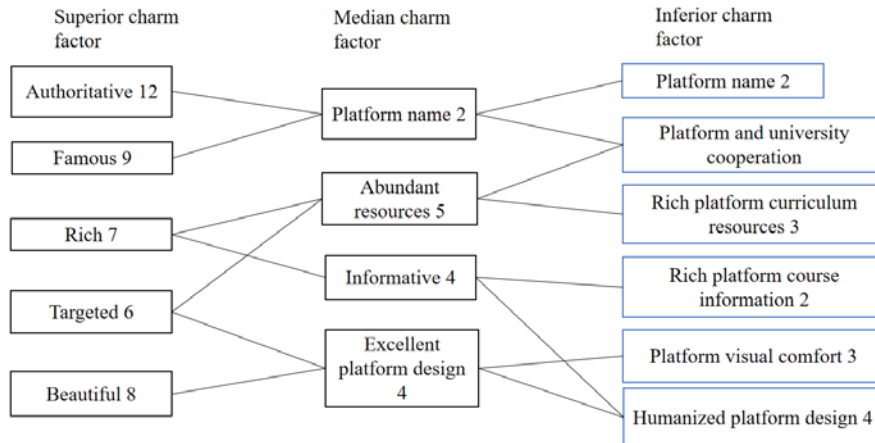 Superior charm
factor
Median charm
factor
Inferior charm
factor
Authoritative 12
Famous 9
Rich 7
Targeted 6
Beautiful 8
Platform name 2
Abundant
resources 5
Informative 4
Excellent
platform design
4
Platform name 2
Platform and university
cooperation
Rich platform curriculum
resources 3
Rich platform course
information 2
Platform visual comfort 3
Humanized platform design 4